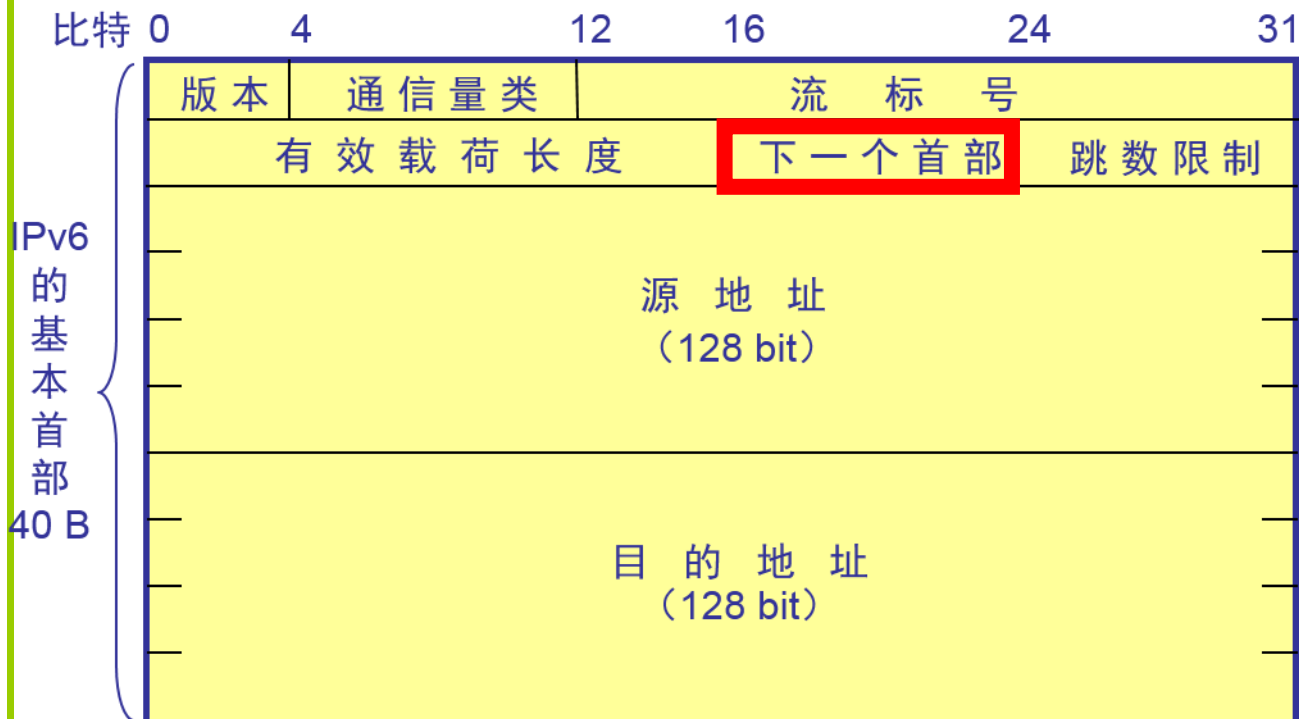 比特 0 4 12 16 24 31
版本 通信量类 流标号
有效载荷长度 下一个首部 跳数限制
IPv6
的
基
本
首
部
40 B
源地址
（128 bit）
目的地址
（128 bit）